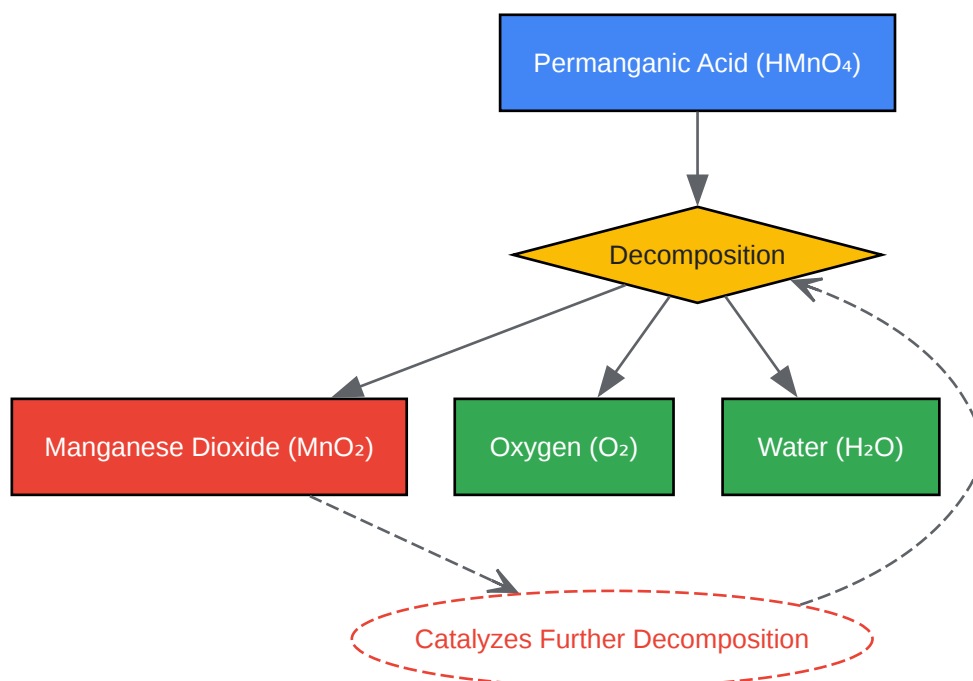 Permanganic Acid (HMnO₄)
Decomposition
Manganese Dioxide (MnO₂)
Oxygen (O₂)
Water (H₂O)
Catalyzes Further Decomposition